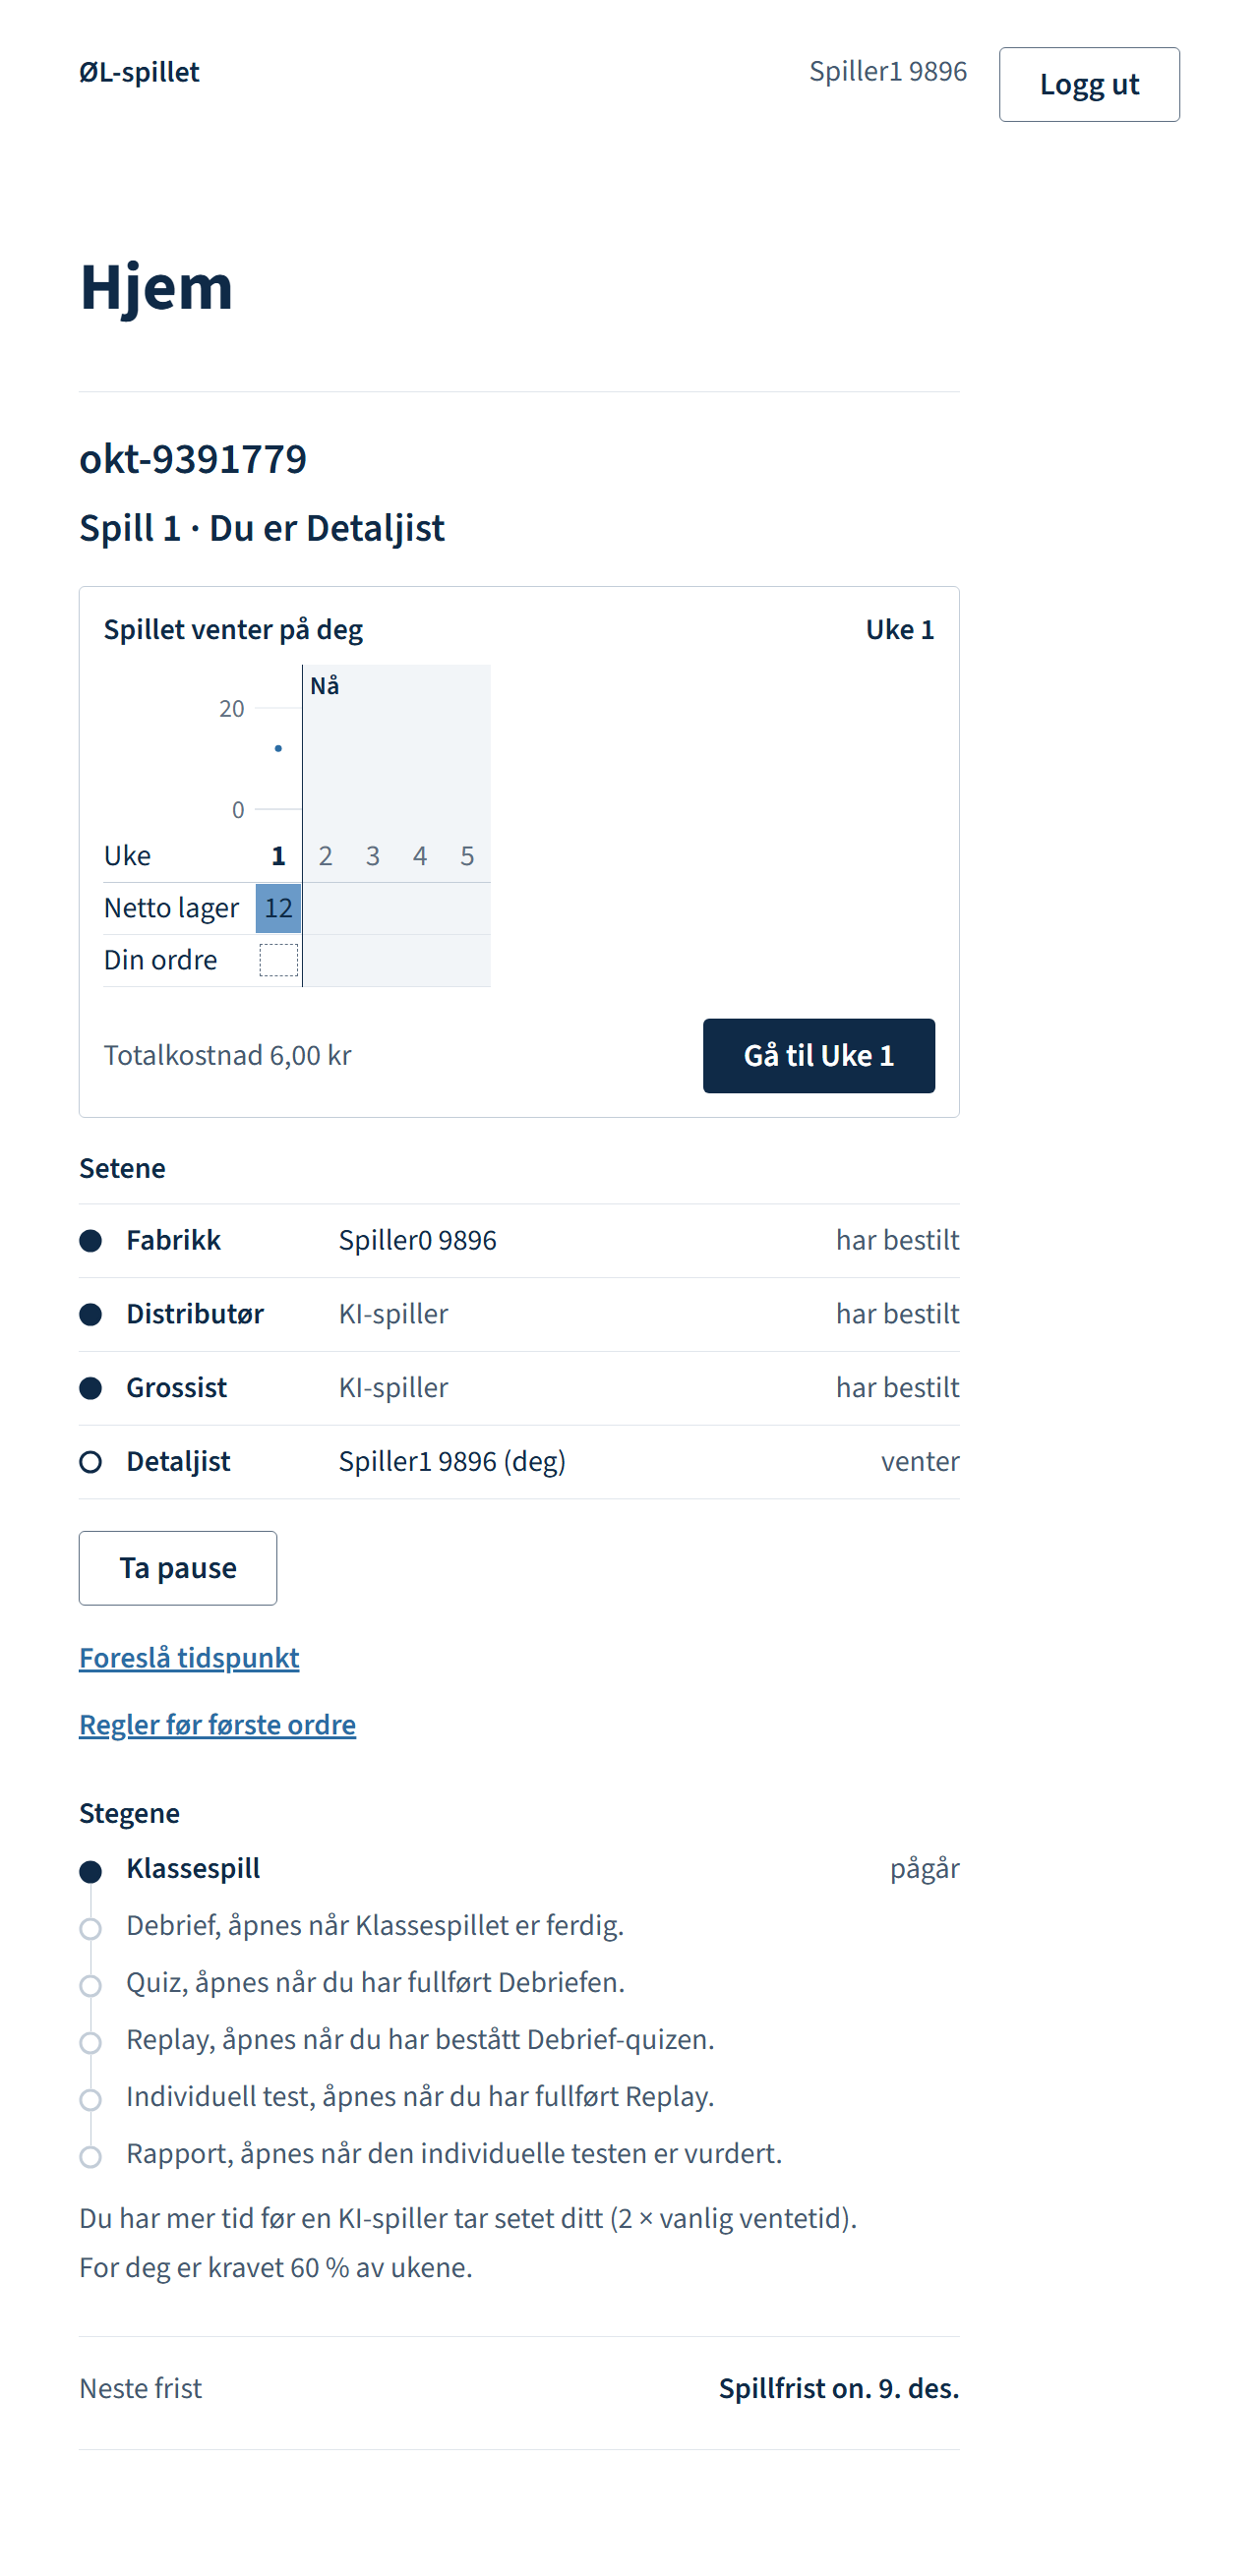 ØL-spillet
Spiller1 9896
Logg ut
Hjem
okt-9391779
Spill 1 · Du er Detaljist
Spillet venter på deg
Uke 1
Nå
20
0
Uke 1 2 3 4 5
Netto lager 12
Din ordre
Totalkostnad 6,00 kr
Gå til Uke 1
Setene
Fabrikk Spiller0 9896 har bestilt
Distributør KI-spiller har bestilt
Grossist KI-spiller har bestilt
Detaljist Spiller1 9896 (deg) venter
Ta pause
Foreslå tidspunkt
Regler før første ordre
Stegene
Klassespill pågår
Debrief, åpnes når Klassespillet er ferdig.
Quiz, åpnes når du har fullført Debriefen.
Replay, åpnes når du har bestått Debrief-quizen.
Individuell test, åpnes når du har fullført Replay.
Rapport, åpnes når den individuelle testen er vurdert.
Du har mer tid før en KI-spiller tar setet ditt (2 × vanlig ventetid).
For deg er kravet 60 % av ukene.
Neste frist Spillfrist on. 9. des.